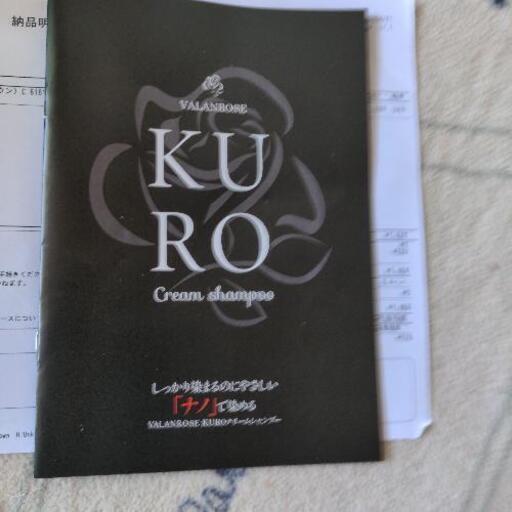 納品明
VALANROSE
KU
RO
Cream shampoo
しっかり染まるのにやさしい
「ナノ」で染める
VALANROSE KUROクリームシャンプー